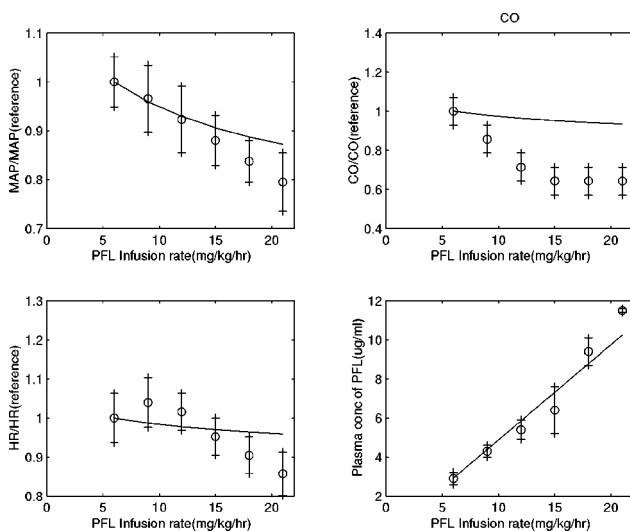 CO
1.1
1
0.9
0.8
0.7
MAP/MAP(reference)
0 5 10 15 20
PFL Infusion rate(mg/kg/hr)
1.4
1.2
1
0.8
0.6
0.4
CO/CO(reference)
0 5 10 15 20
PFL Infusion rate(mg/kg/hr)
1.3
1.2
1.1
1
0.9
0.8
HR/HR(reference)
0 5 10 15 20
PFL Infusion rate(mg/kg/hr)
12
10
8
6
4
2
Plasma conc of PFL(ug/ml)
0 5 10 15 20
PFL Infusion rate(mg/kg/hr)